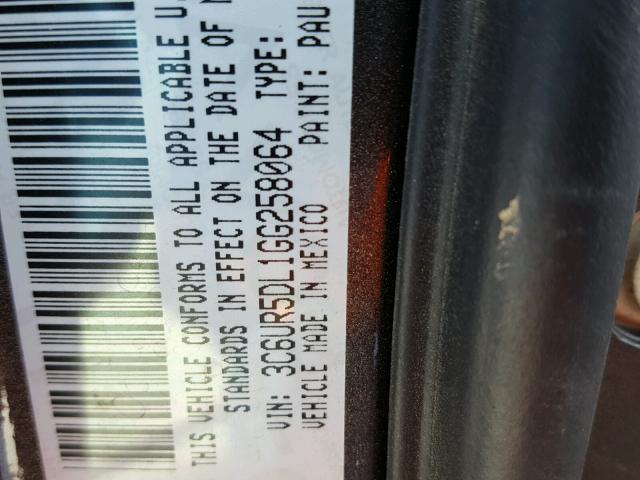 THIS VEHICLE CONFORMS TO ALL APPLICABLE U.
STANDARDS IN EFFECT ON THE DATE OF
VIN: 3C6UR5DL1GG258064 TYPE:
VEHICLE MADE IN MEXICO PAINT: PAU